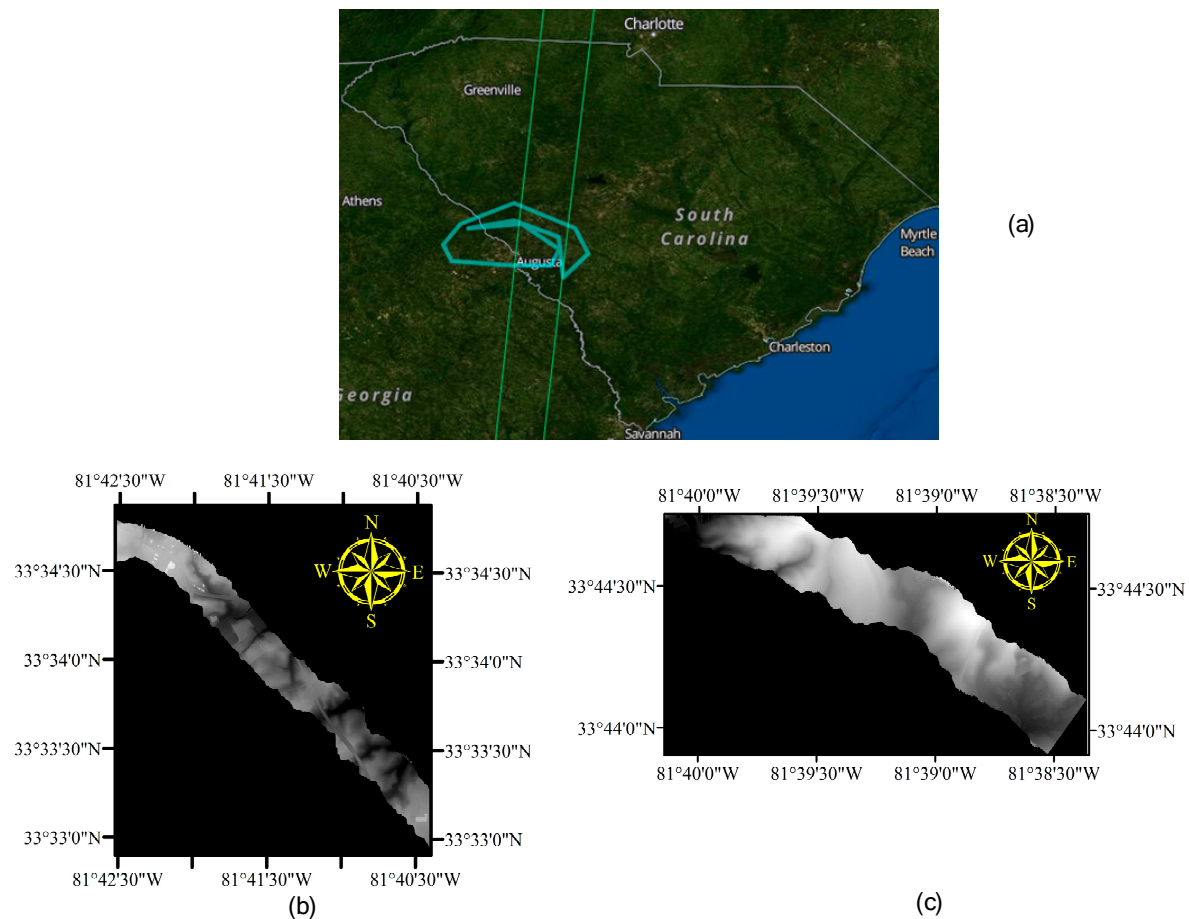 Charlotte
Greenville
Athens
South
Carolina
Myrtle
Beach
Augusta
Charleston
Georgia
Savannah
(a)
81°42'30"W 81°41'30"W 81°40'30"W
N
W E
S
33°34'30"N 33°34'30"N
33°34'0"N 33°34'0"N
33°33'30"N 33°33'30"N
33°33'0"N 33°33'0"N
81°42'30"W 81°41'30"W 81°40'30"W
(b)
81°40'0"W 81°39'30"W 81°39'0"W 81°38'30"W
N
W E
S
33°44'30"N 33°44'30"N
33°44'0"N 33°44'0"N
81°40'0"W 81°39'30"W 81°39'0"W 81°38'30"W
(c)